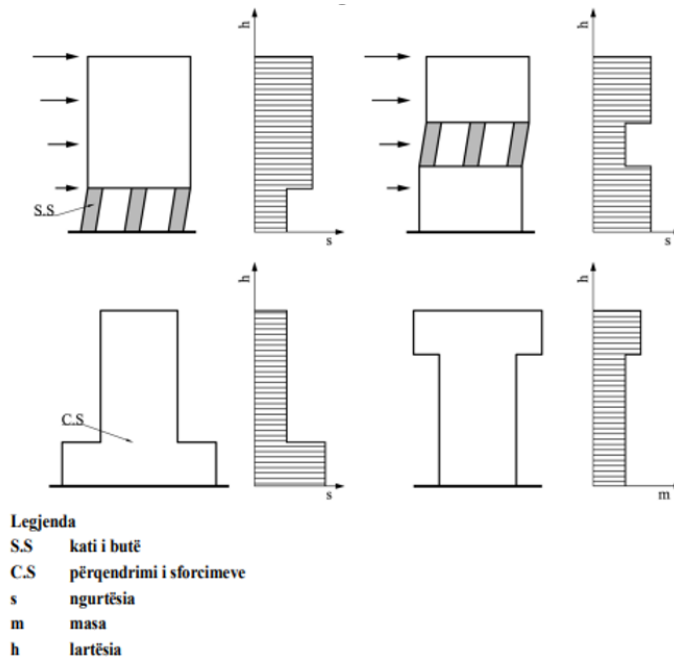 h
h
S.S
s
s
h
h
C.S
s
m
Legjenda
S.S kati i butë
C.S përqendrimi i sforcimeve
s ngurtësia
m masa
h lartësia